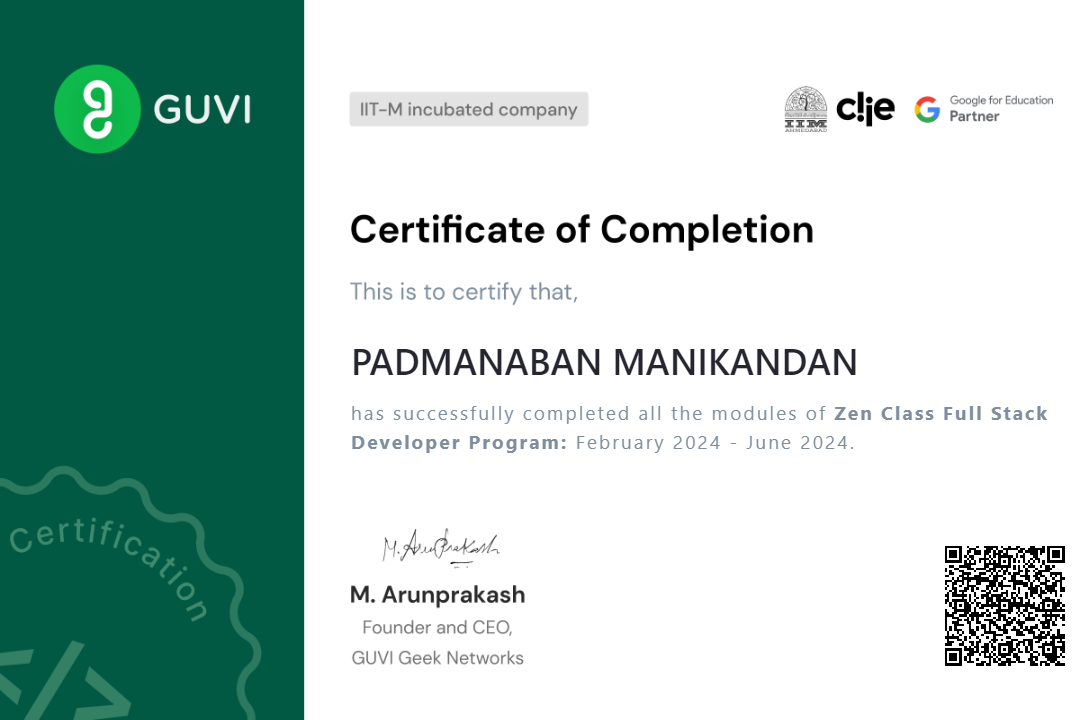 GUVI
IIT-M incubated company
IIM
AHMEDABAD
c!ie
Google for Education
Partner
Certificate of Completion
This is to certify that,
PADMANABAN MANIKANDAN
has successfully completed all the modules of Zen Class Full Stack
Developer Program: February 2024 - June 2024.
Certification
</>
M. Arunprakash
M. Arunprakash
Founder and CEO,
GUVI Geek Networks